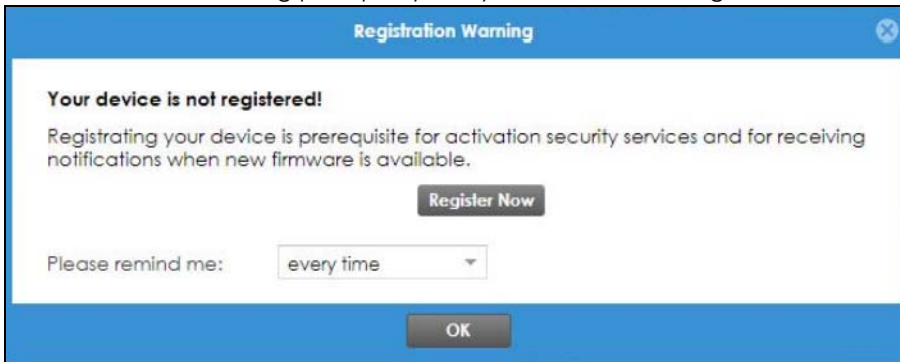 Registration Warning
Your device is not registered!
Registrating your device is prerequisite for activation security services and for receiving
notifications when new firmware is available.
Register Now
Please remind me: every time
OK